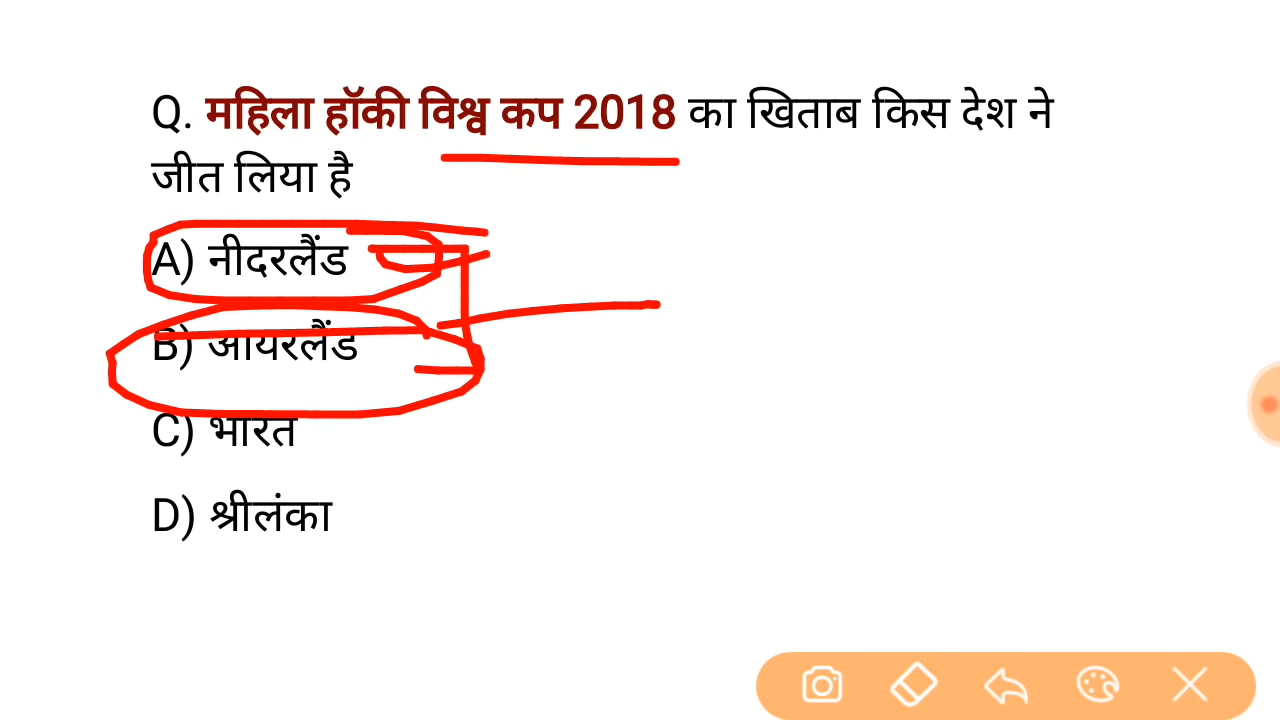 Q. महिला हॉकी विश्व कप 2018 का खिताब किस देश ने
जीत लिया है
A) नीदरलैंड
B) आयरलैंड
C) भारत
D) श्रीलंका